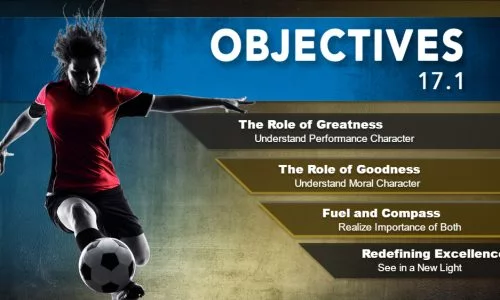 OBJECTIVES
17.1
The Role of Greatness
Understand Performance Character
The Role of Goodness
Understand Moral Character
Fuel and Compass
Realize Importance of Both
Redefining Excellence
See in a New Light